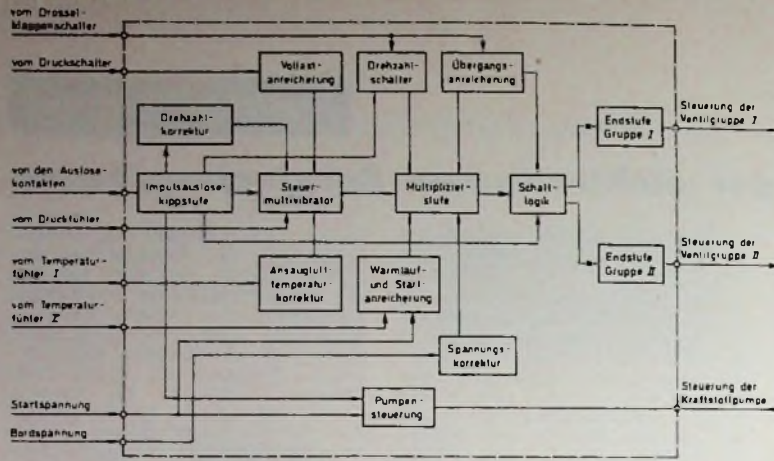 vom Drossel-
klappenschalter
vom Druckschalter
Vollast-
anreicherung
Drehzahl-
schalter
Übergangs-
anreicherung
Drehzahl-
korrektur
Endstufe
Gruppe I
Steuerung der
Ventilgruppe I
von den Auslöse-
kontakten
Impulsauslöse-
kippstufe
Steuer-
multivibrator
Multiplizier-
stufe
Schalt-
logik
vom Druckfühler
vom Temperatur-
fühler I
Ansaugluft-
temperatur-
korrektur
Warmlauf-
und Start-
anreicherung
Endstufe
Gruppe II
Steuerung der
Ventilgruppe II
vom Temperatur-
fühler
Spannungs-
korrektur
Startspannung
Pumpen-
steuerung
Steuerung der
Kraftstoffpumpe
Bordspannung